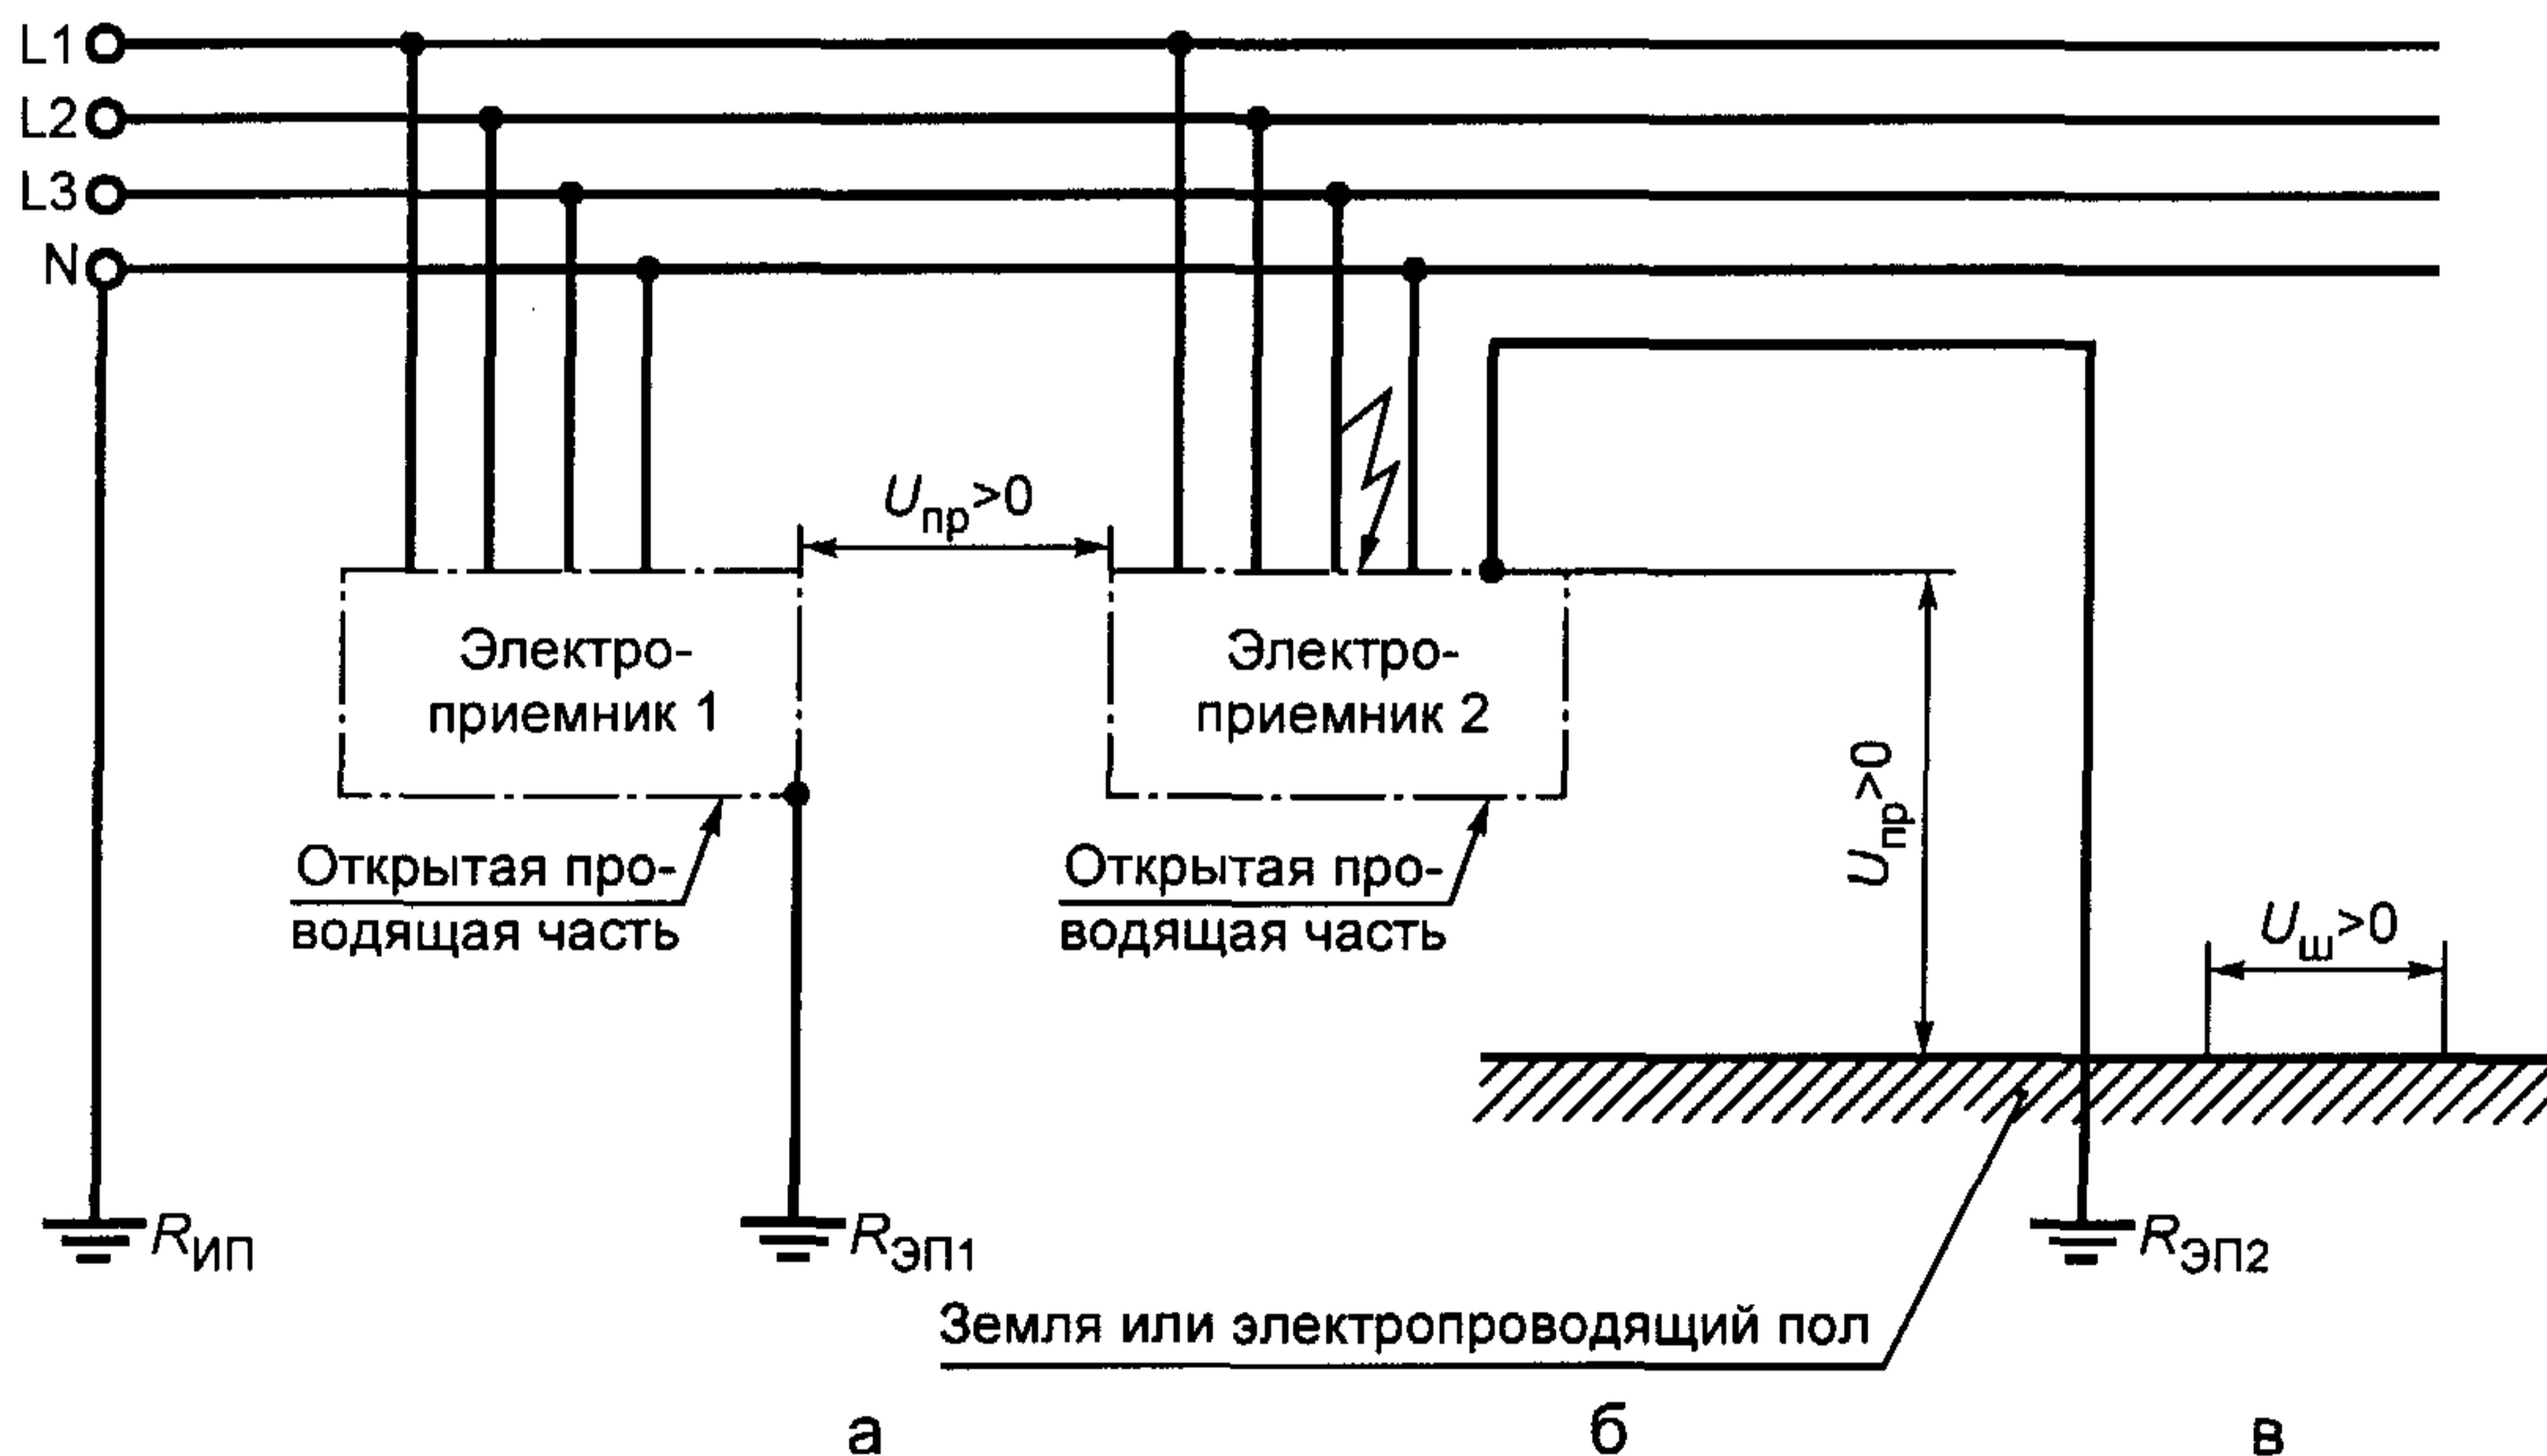 L1
L2
L3
N
Uпр>0
Электро-
приемник 1
Электро-
приемник 2
Открытая про-
водящая часть
Открытая про-
водящая часть
Uпр>0
Uш>0
RИП
RЭП1
RЭП2
Земля или электропроводящий пол
а
б
в